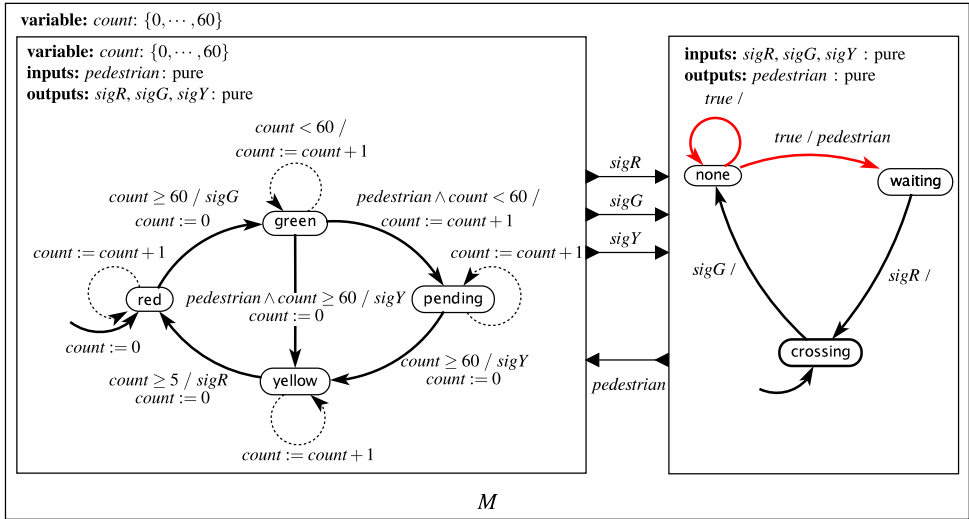 variable: count: {0, ⋯ , 60}
variable: count: {0, ⋯ , 60}
inputs: pedestrian: pure
outputs: sigR, sigG, sigY: pure
count < 60 /
count := count + 1
count ≥ 60 / sigG
count := 0
green
pedestrian ∧ count < 60 /
count := count + 1
count := count + 1
red
count := 0
pedestrian ∧ count ≥ 60 / sigY
count := 0
count := count + 1
pending
count ≥ 5 / sigR
count := 0
yellow
count ≥ 60 / sigY
count := 0
count := count + 1
sigR
sigG
sigY
pedestrian
inputs: sigR, sigG, sigY : pure
outputs: pedestrian : pure
true /
true / pedestrian
none
waiting
sigG /
sigR /
crossing
M